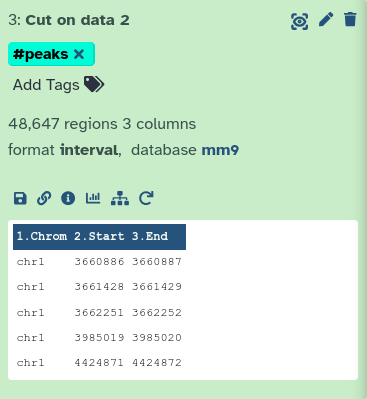 3: Cut on data 2
#peaks ×
Add Tags
48,647 regions 3 columns
format interval, database mm9
1.Chrom 2.Start 3.End
chr1 3660886 3660887
chr1 3661428 3661429
chr1 3662251 3662252
chr1 3985019 3985020
chr1 4424871 4424872